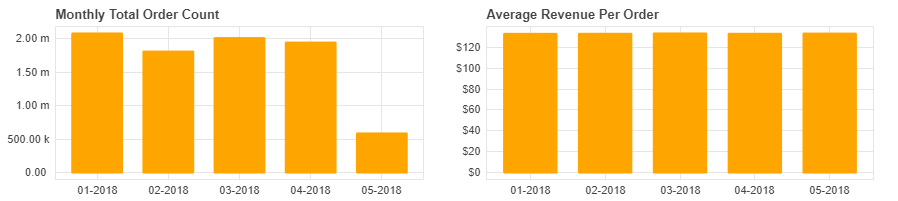 Monthly Total Order Count
2.00 m
1.50 m
1.00 m
500.00 k
0.00
01-2018 02-2018 03-2018 04-2018 05-2018
Average Revenue Per Order
$120
$100
$80
$60
$40
$20
$0
01-2018 02-2018 03-2018 04-2018 05-2018